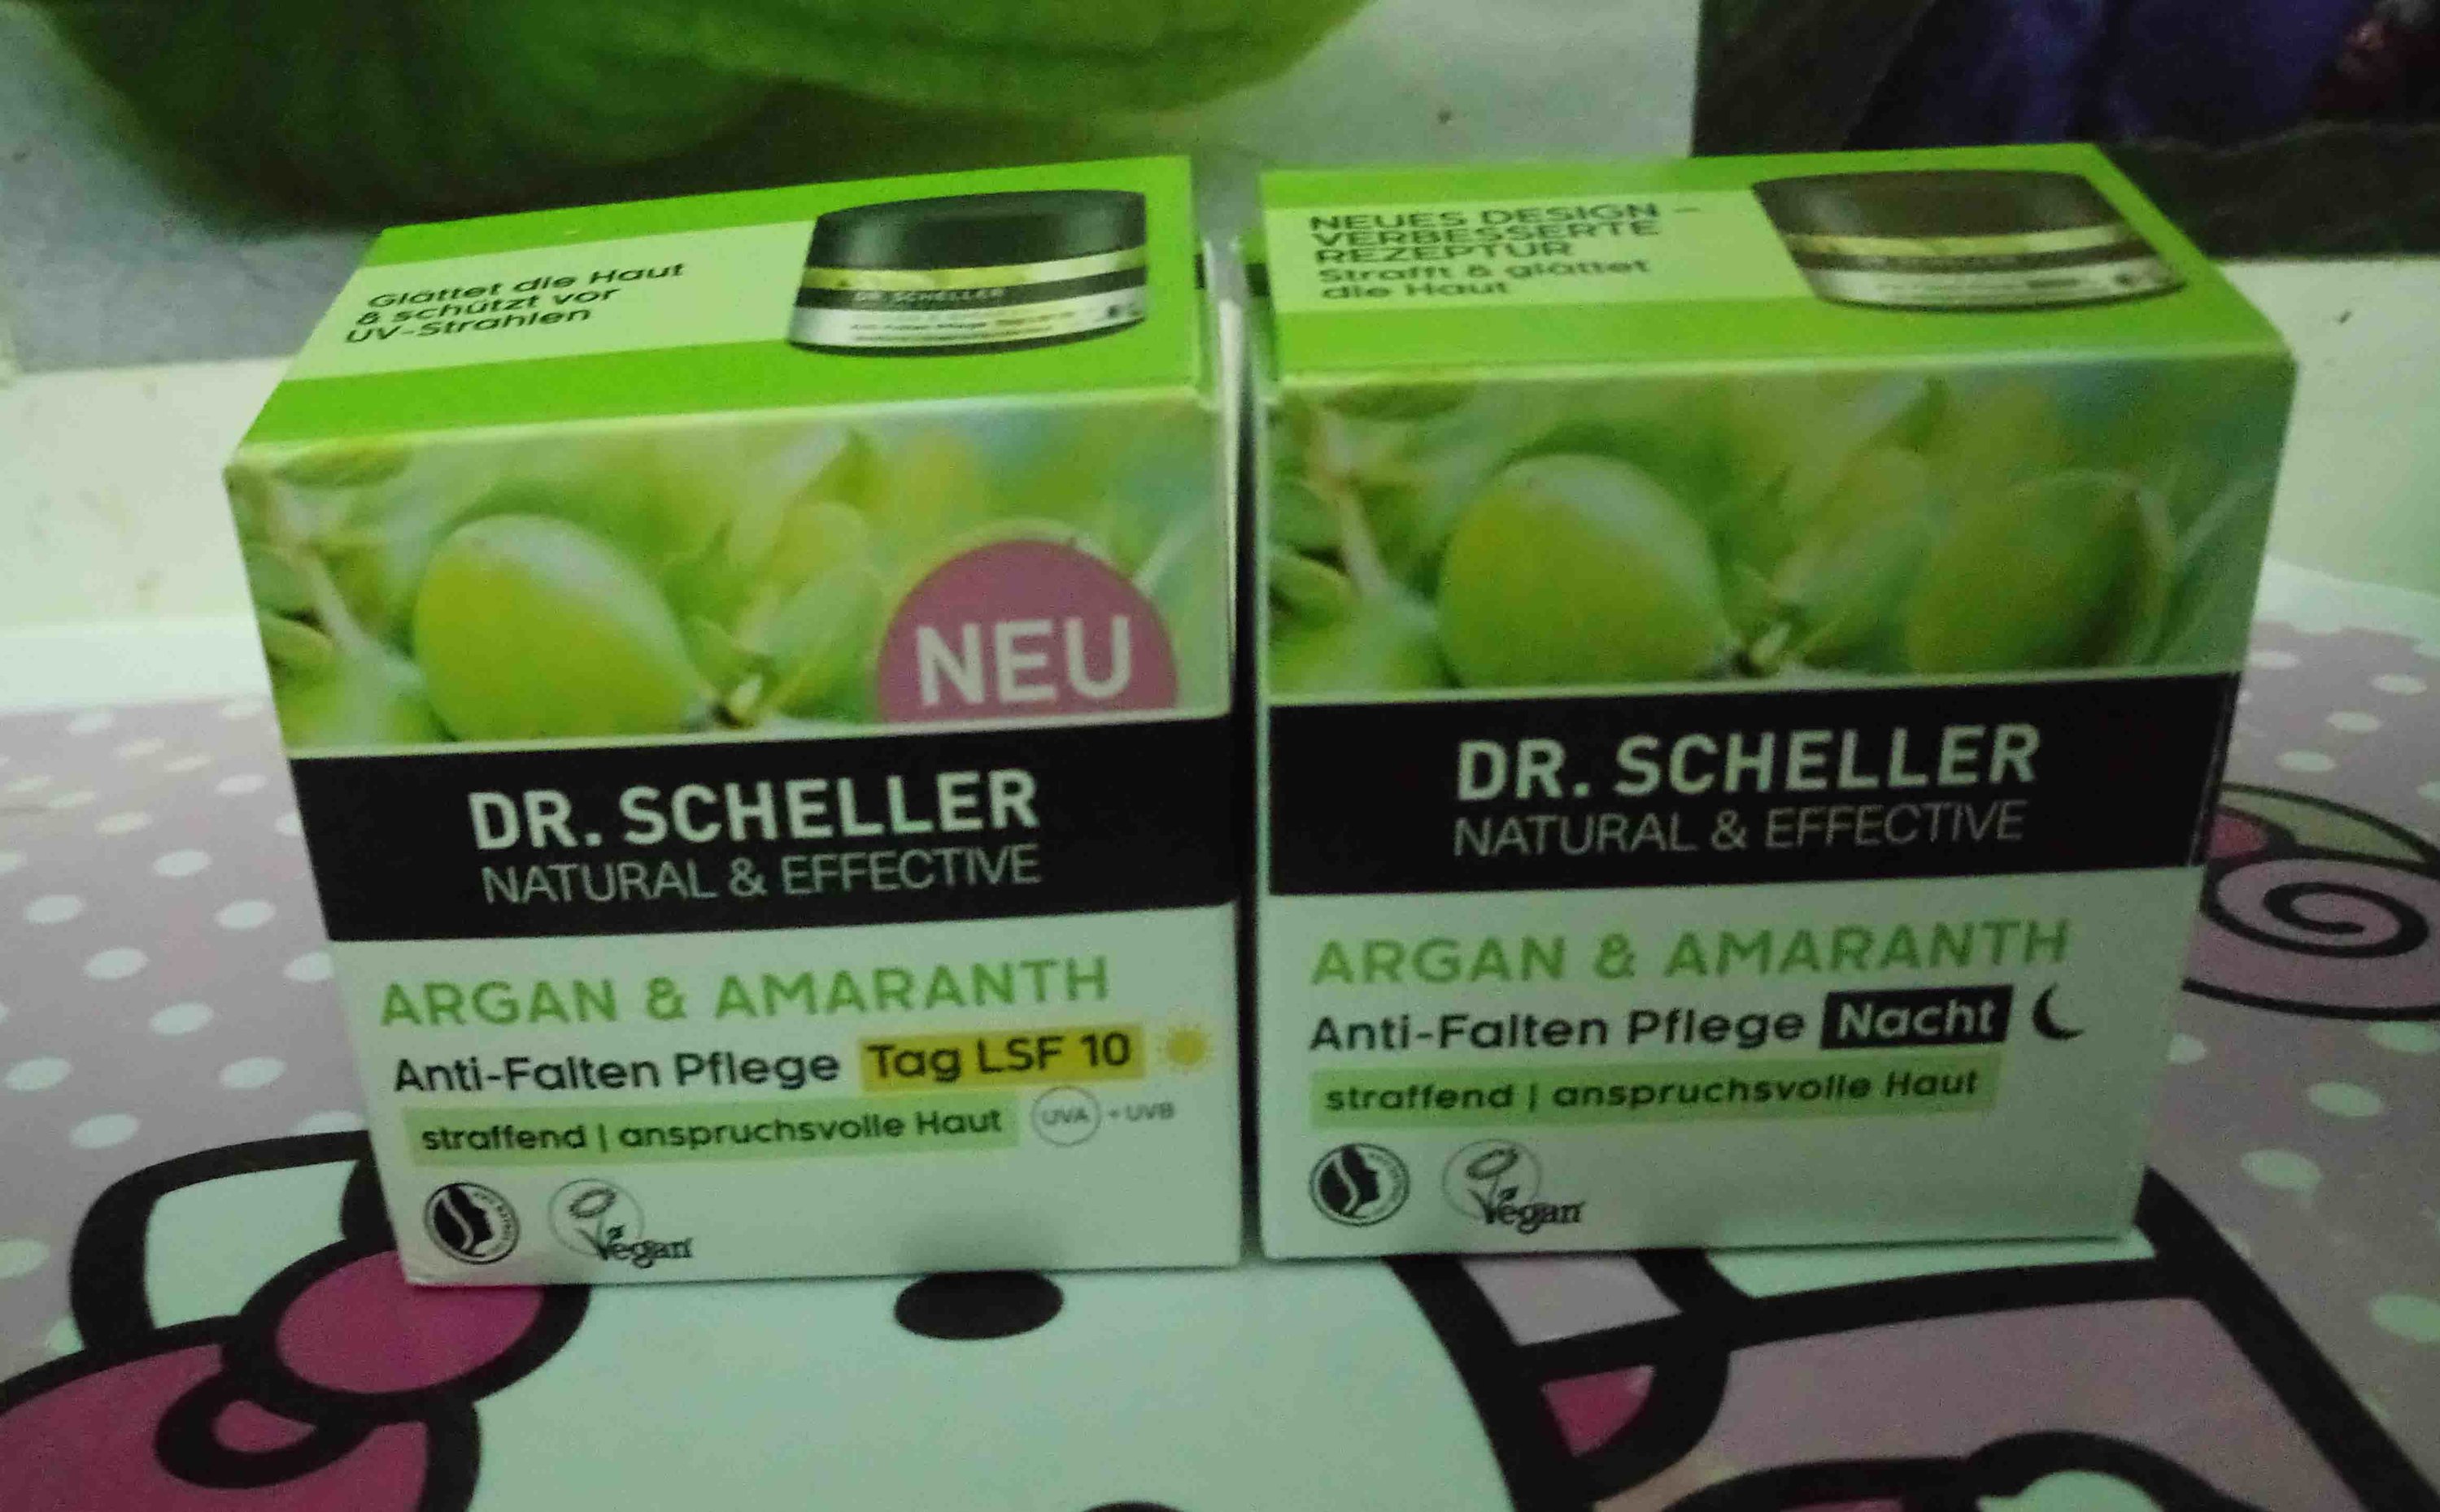 Glättet die Haut
& schützt vor
UV-Strahlen
DR. SCHELLER
NEU
DR. SCHELLER
NATURAL & EFFECTIVE
ARGAN & AMARANTH
Anti-Falten Pflege Tag LSF 10
straffend | anspruchsvolle Haut UVA + UVB
Vegan
NEUES DESIGN –
VERBESSERTE
REZEPTUR
Strafft & glättet
die Haut
DR. SCHELLER
NATURAL & EFFECTIVE
ARGAN & AMARANTH
Anti-Falten Pflege Nacht
straffend | anspruchsvolle Haut
Vegan